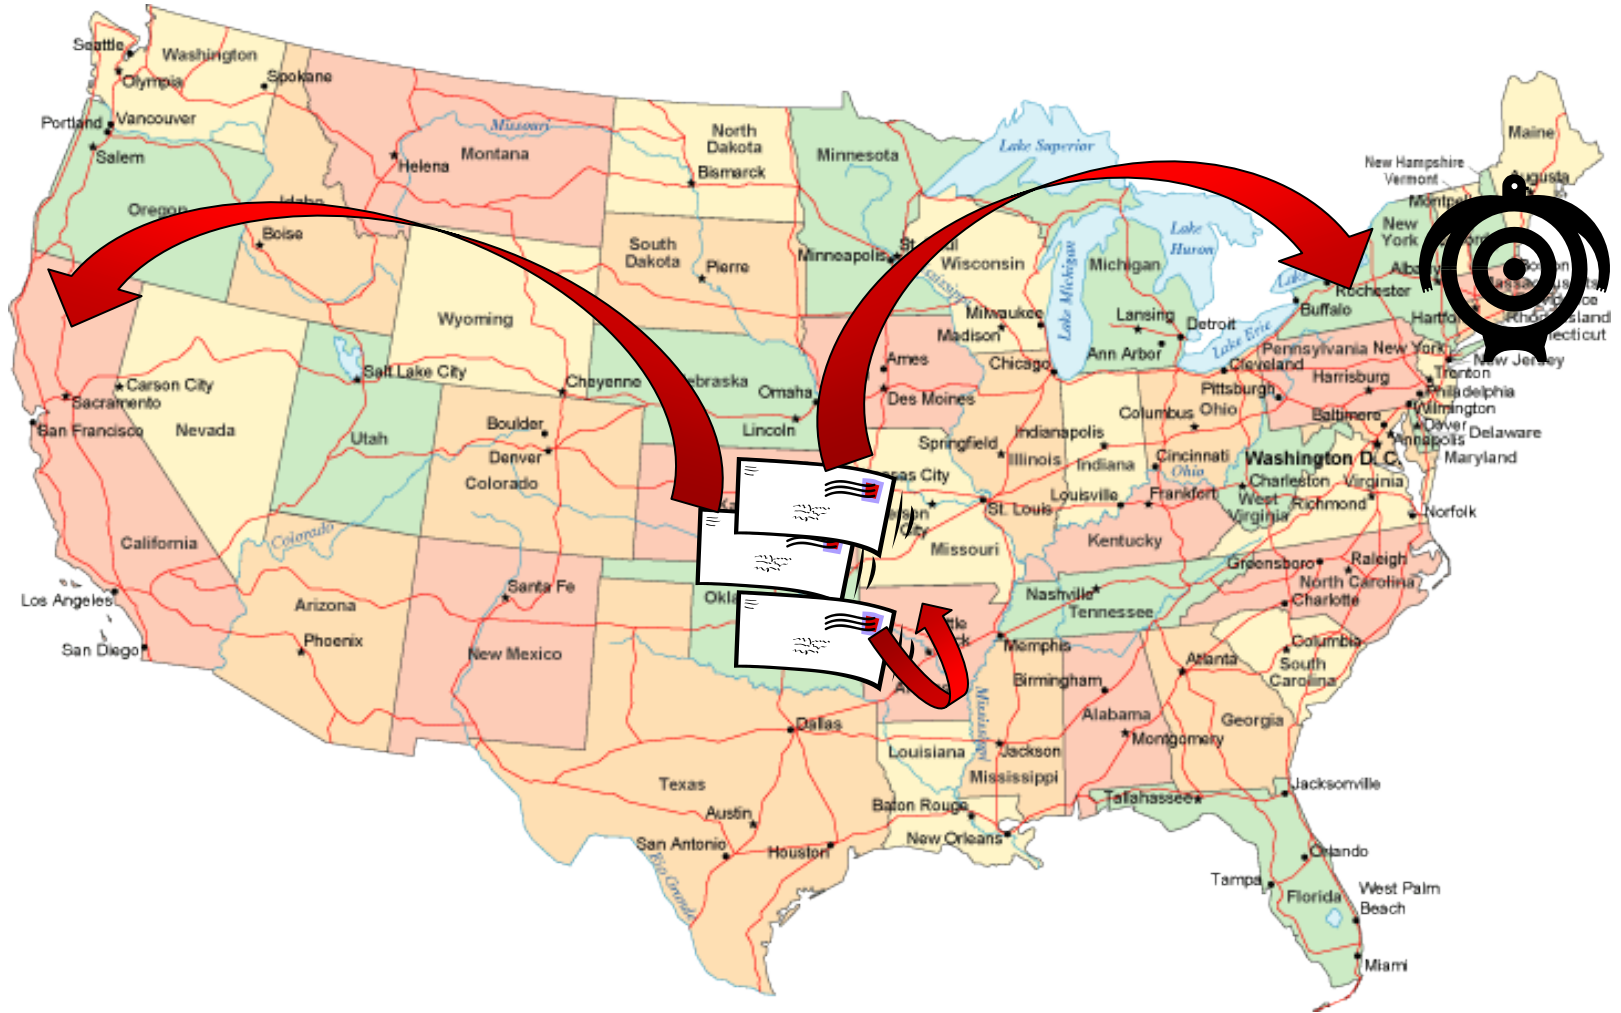 Seattle
Washington
Spokane
Olympia
Portland
Vancouver
Salem
Oregon
Idaho
Boise
Missouri
Helena
Montana
North
Dakota
Bismarck
South
Dakota
Pierre
Minnesota
Minneapolis
Wisconsin
Milwaukee
Madison
Lake Superior
Lake Michigan
Lake
Huron
Michigan
Lansing
Detroit
Ann Arbor
Lake Erie
New Hampshire
Vermont
Maine
Augusta
New
York
Rochester
Buffalo
Wyoming
Cheyenne
Salt Lake City
Carson City
Sacramento
San Francisco
Nevada
Utah
Boulder
Denver
Colorado
Omaha
Lincoln
Ames
Des Moines
Chicago
Springfield
Illinois
Indianapolis
Indiana
Columbus
Ohio
Cleveland
Pittsburgh
Pennsylvania
New York
Harrisburg
New Jersey
Trenton
Philadelphia
Wilmington
Baltimore
Dover
Delaware
Annapolis
Maryland
Washington D.C.
Cincinnati
Ohio
Charleston
West
Virginia
Virginia
Richmond
Norfolk
Louisville
Frankfort
Kentucky
St. Louis
City
Missouri
California
Los Angeles
San Diego
Colorado
Arizona
Phoenix
Santa Fe
New Mexico
Nashville
Tennessee
Memphis
Greensboro
Raleigh
North Carolina
Charlotte
Columbia
South
Carolina
Atlanta
Georgia
Birmingham
Alabama
Montgomery
Mississippi
Jackson
Mississippi
Louisiana
Baton Rouge
New Orleans
Dallas
Texas
Austin
San Antonio
Houston
Rio Grande
Tallahassee
Jacksonville
Orlando
Tampa
Florida
West Palm
Beach
Miami